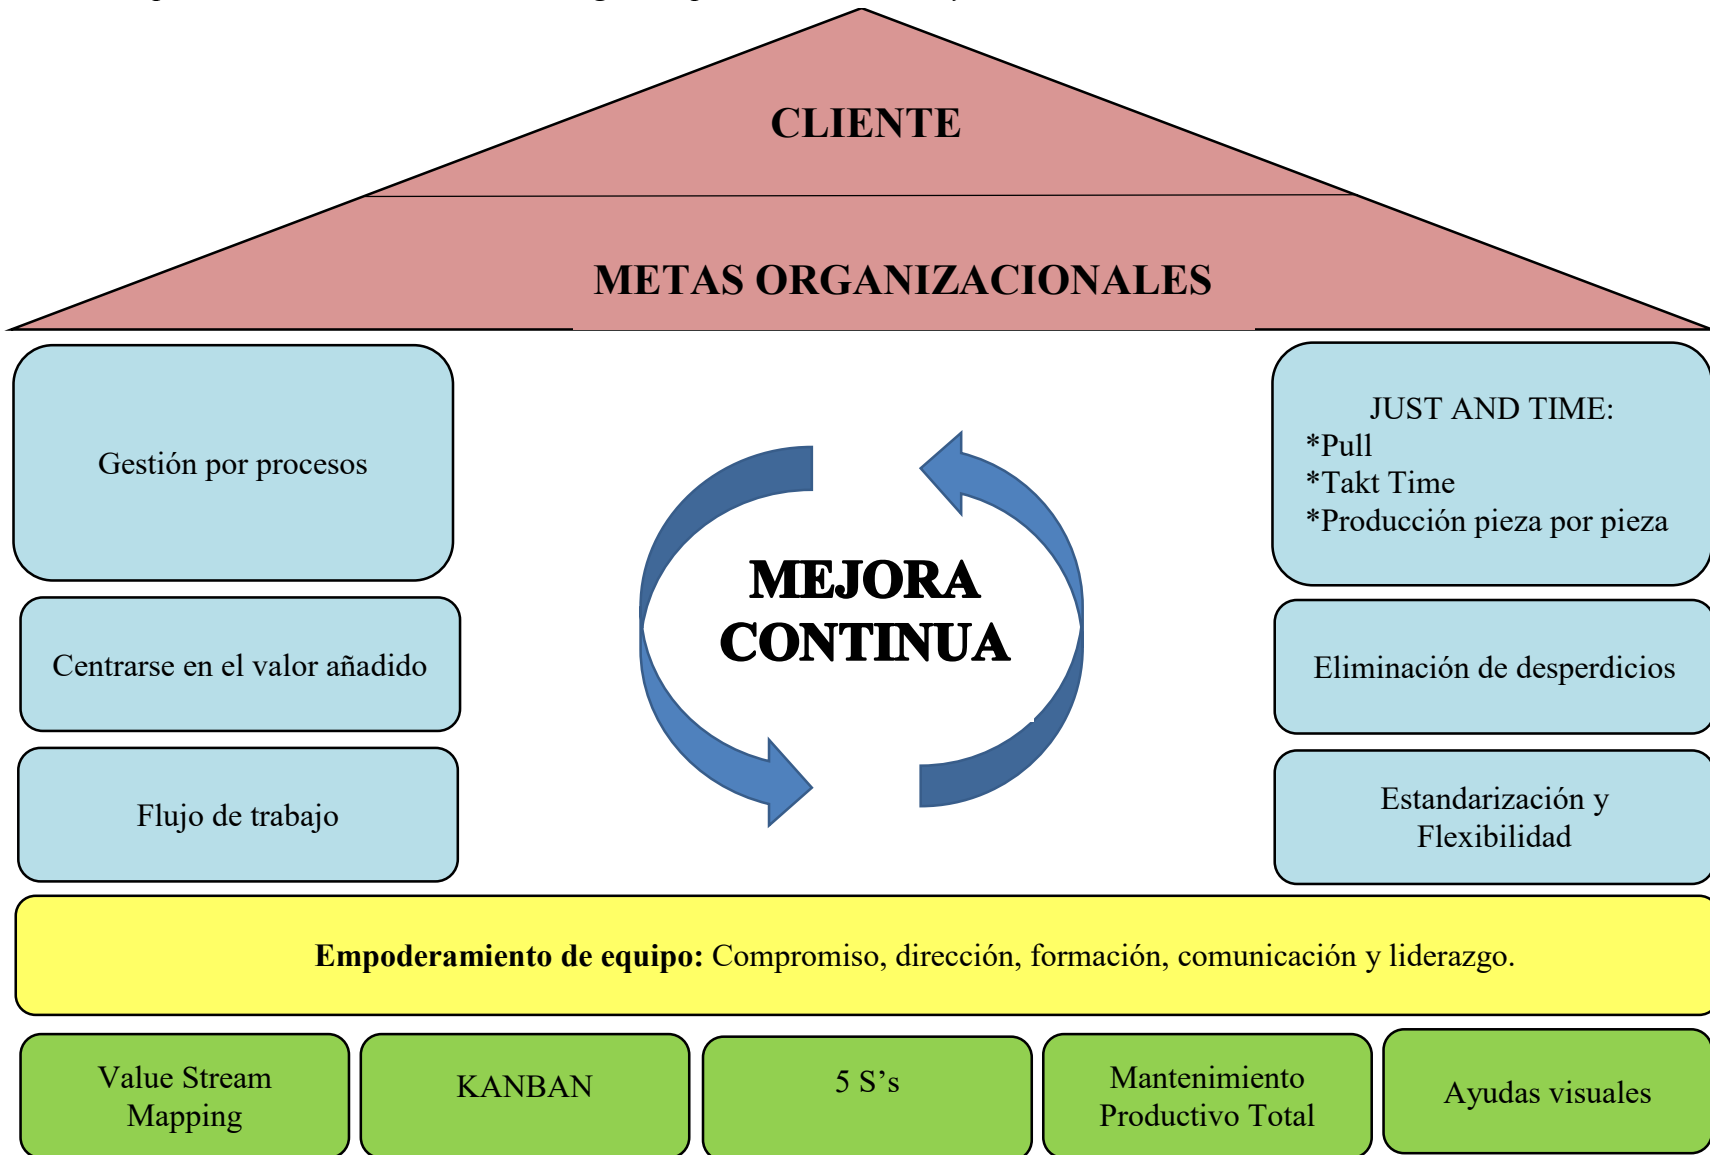 CLIENTE
METAS ORGANIZACIONALES
Gestión por procesos
JUST AND TIME:
*Pull
*Takt Time
*Producción pieza por pieza
MEJORA
CONTINUA
Centrarse en el valor añadido
Eliminación de desperdicios
Flujo de trabajo
Estandarización y
Flexibilidad
Empoderamiento de equipo: Compromiso, dirección, formación, comunicación y liderazgo.
Value Stream
Mapping
KANBAN
5 S’s
Mantenimiento
Productivo Total
Ayudas visuales